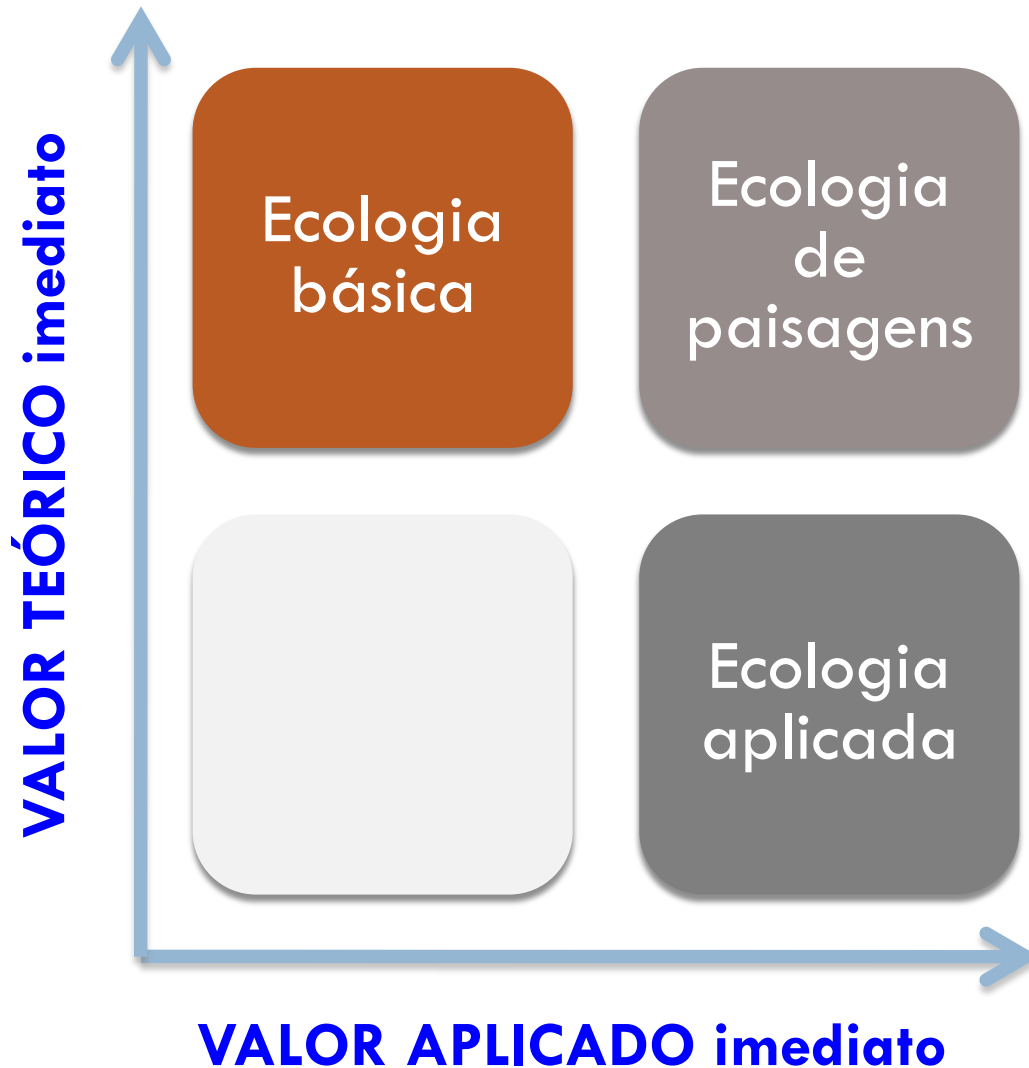 VALOR TEÓRICO imediato
Ecologia
básica
Ecologia
de
paisagens
Ecologia
aplicada
VALOR APLICADO imediato